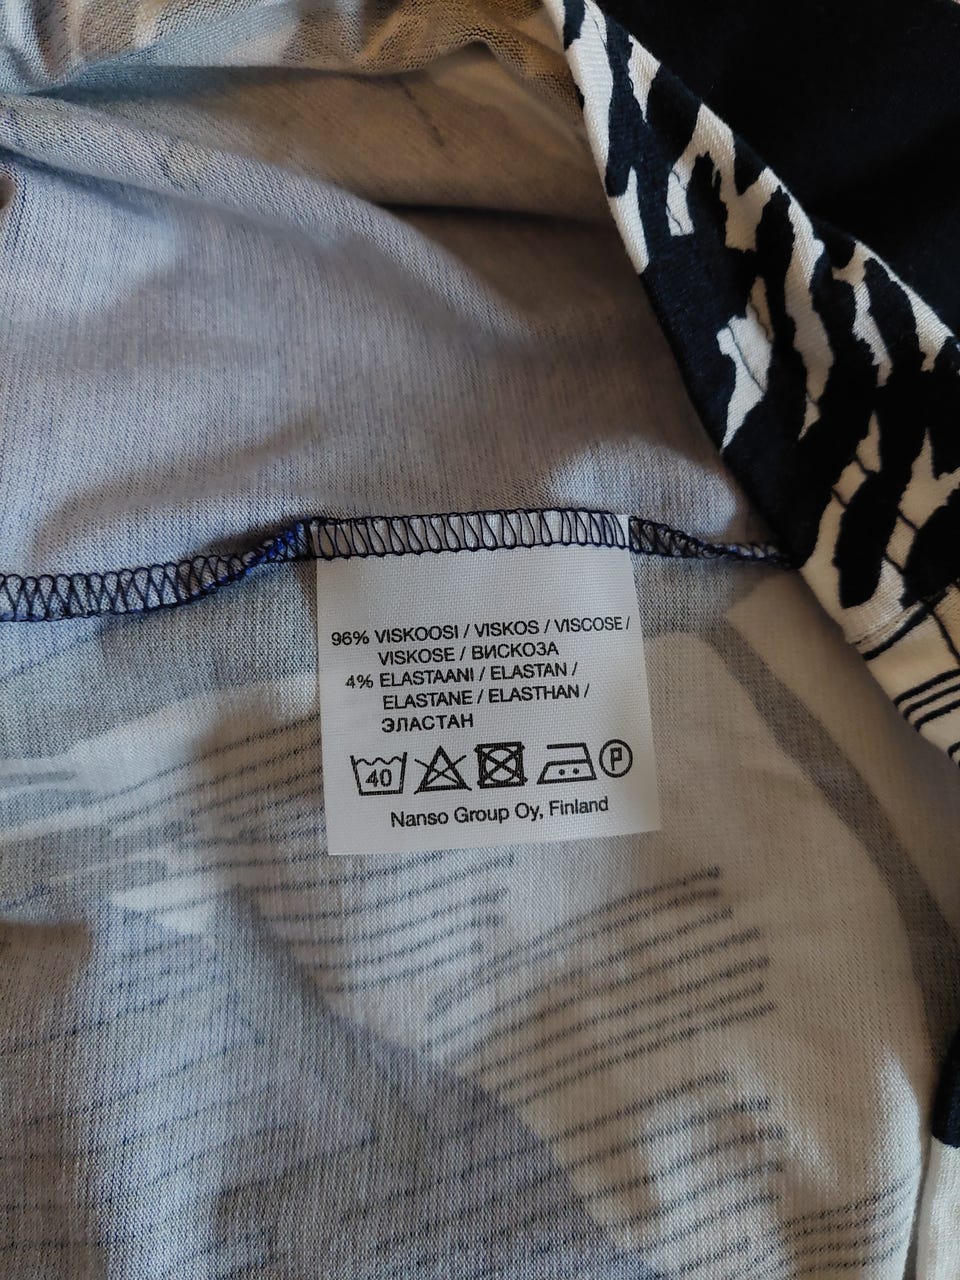 96% VISKOOSI / VISKOS / VISCOSE /
VISKOSE / ВИСКОЗА
4% ELASTAANI / ELASTAN /
ELASTANE / ELASTHAN /
ЭЛАСТАН
40 P
Nanso Group Oy, Finland